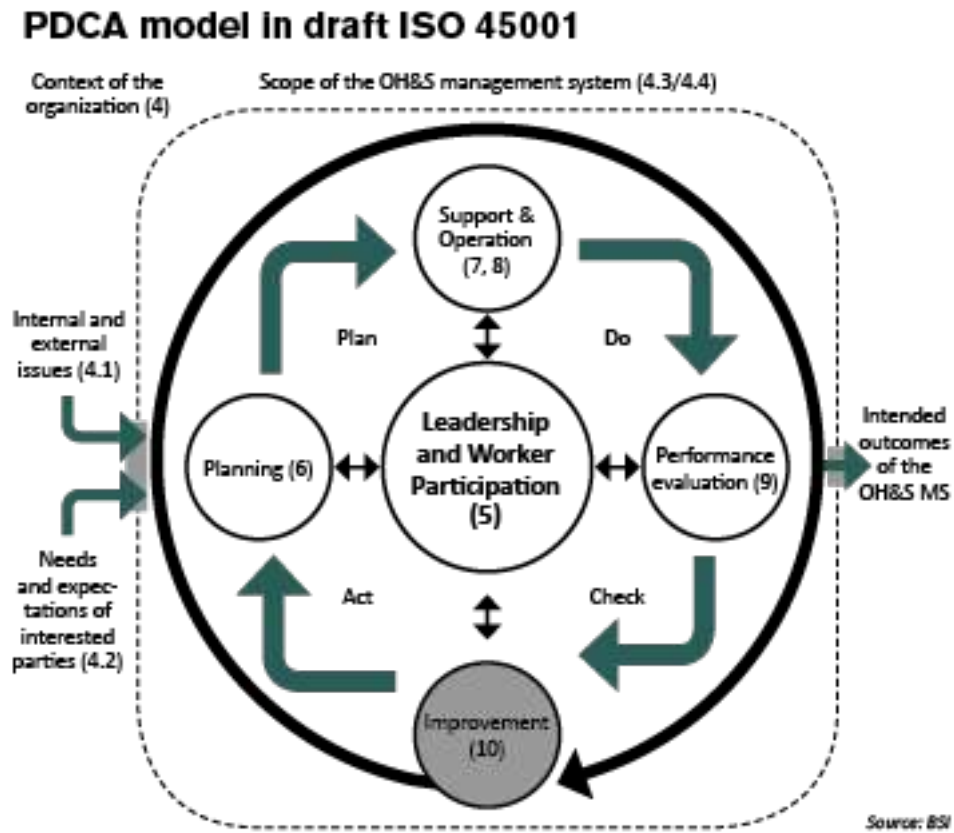 PDCA model in draft ISO 45001
Context of the
organization (4)
Scope of the OH&S management system (4.3/4.4)
Support &
Operation
(7, 8)
Plan
Do
Internal and
external
issues (4.1)
Leadership
and Worker
Participation
(5)
Planning (6)
Performance
evaluation (9)
Intended
outcomes
of the
OH&S MS
Needs
and expec-
tations of
interested
parties (4.2)
Act
Check
Improvement
(10)
Source: BSI